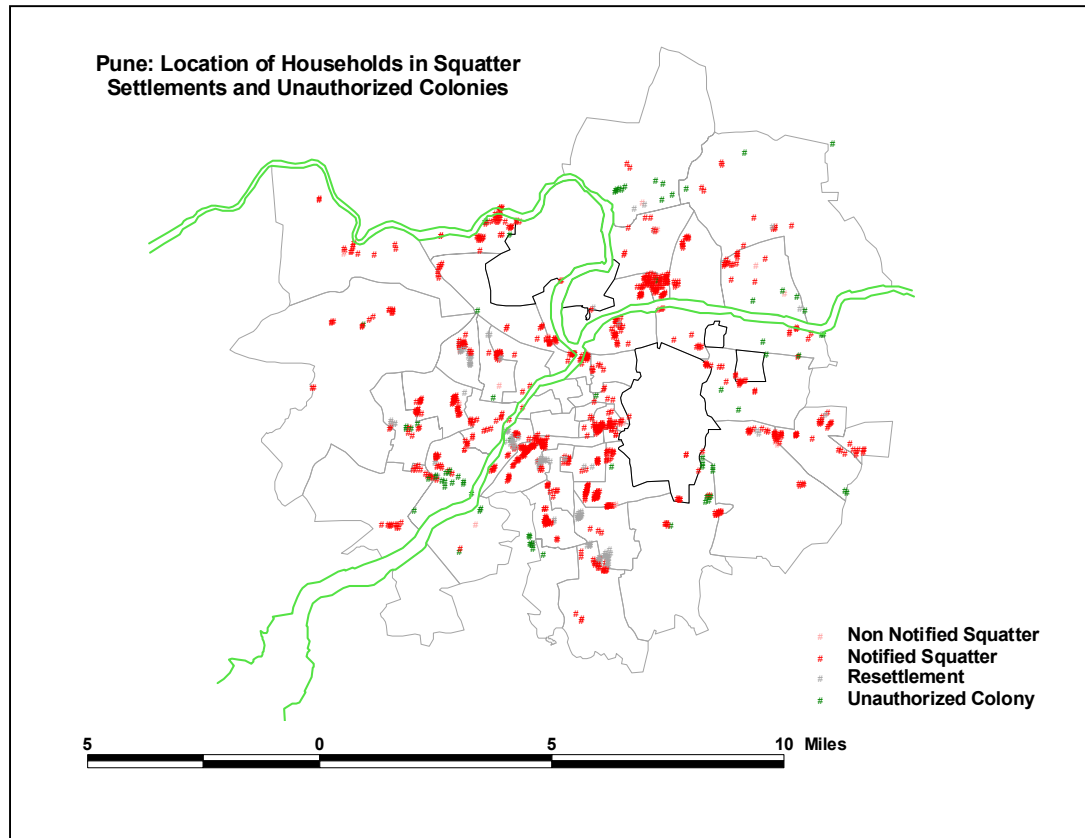 Pune: Location of Households in Squatter
Settlements and Unauthorized Colonies
# Non Notified Squatter
# Notified Squatter
# Resettlement
# Unauthorized Colony
5 0 5 10 Miles